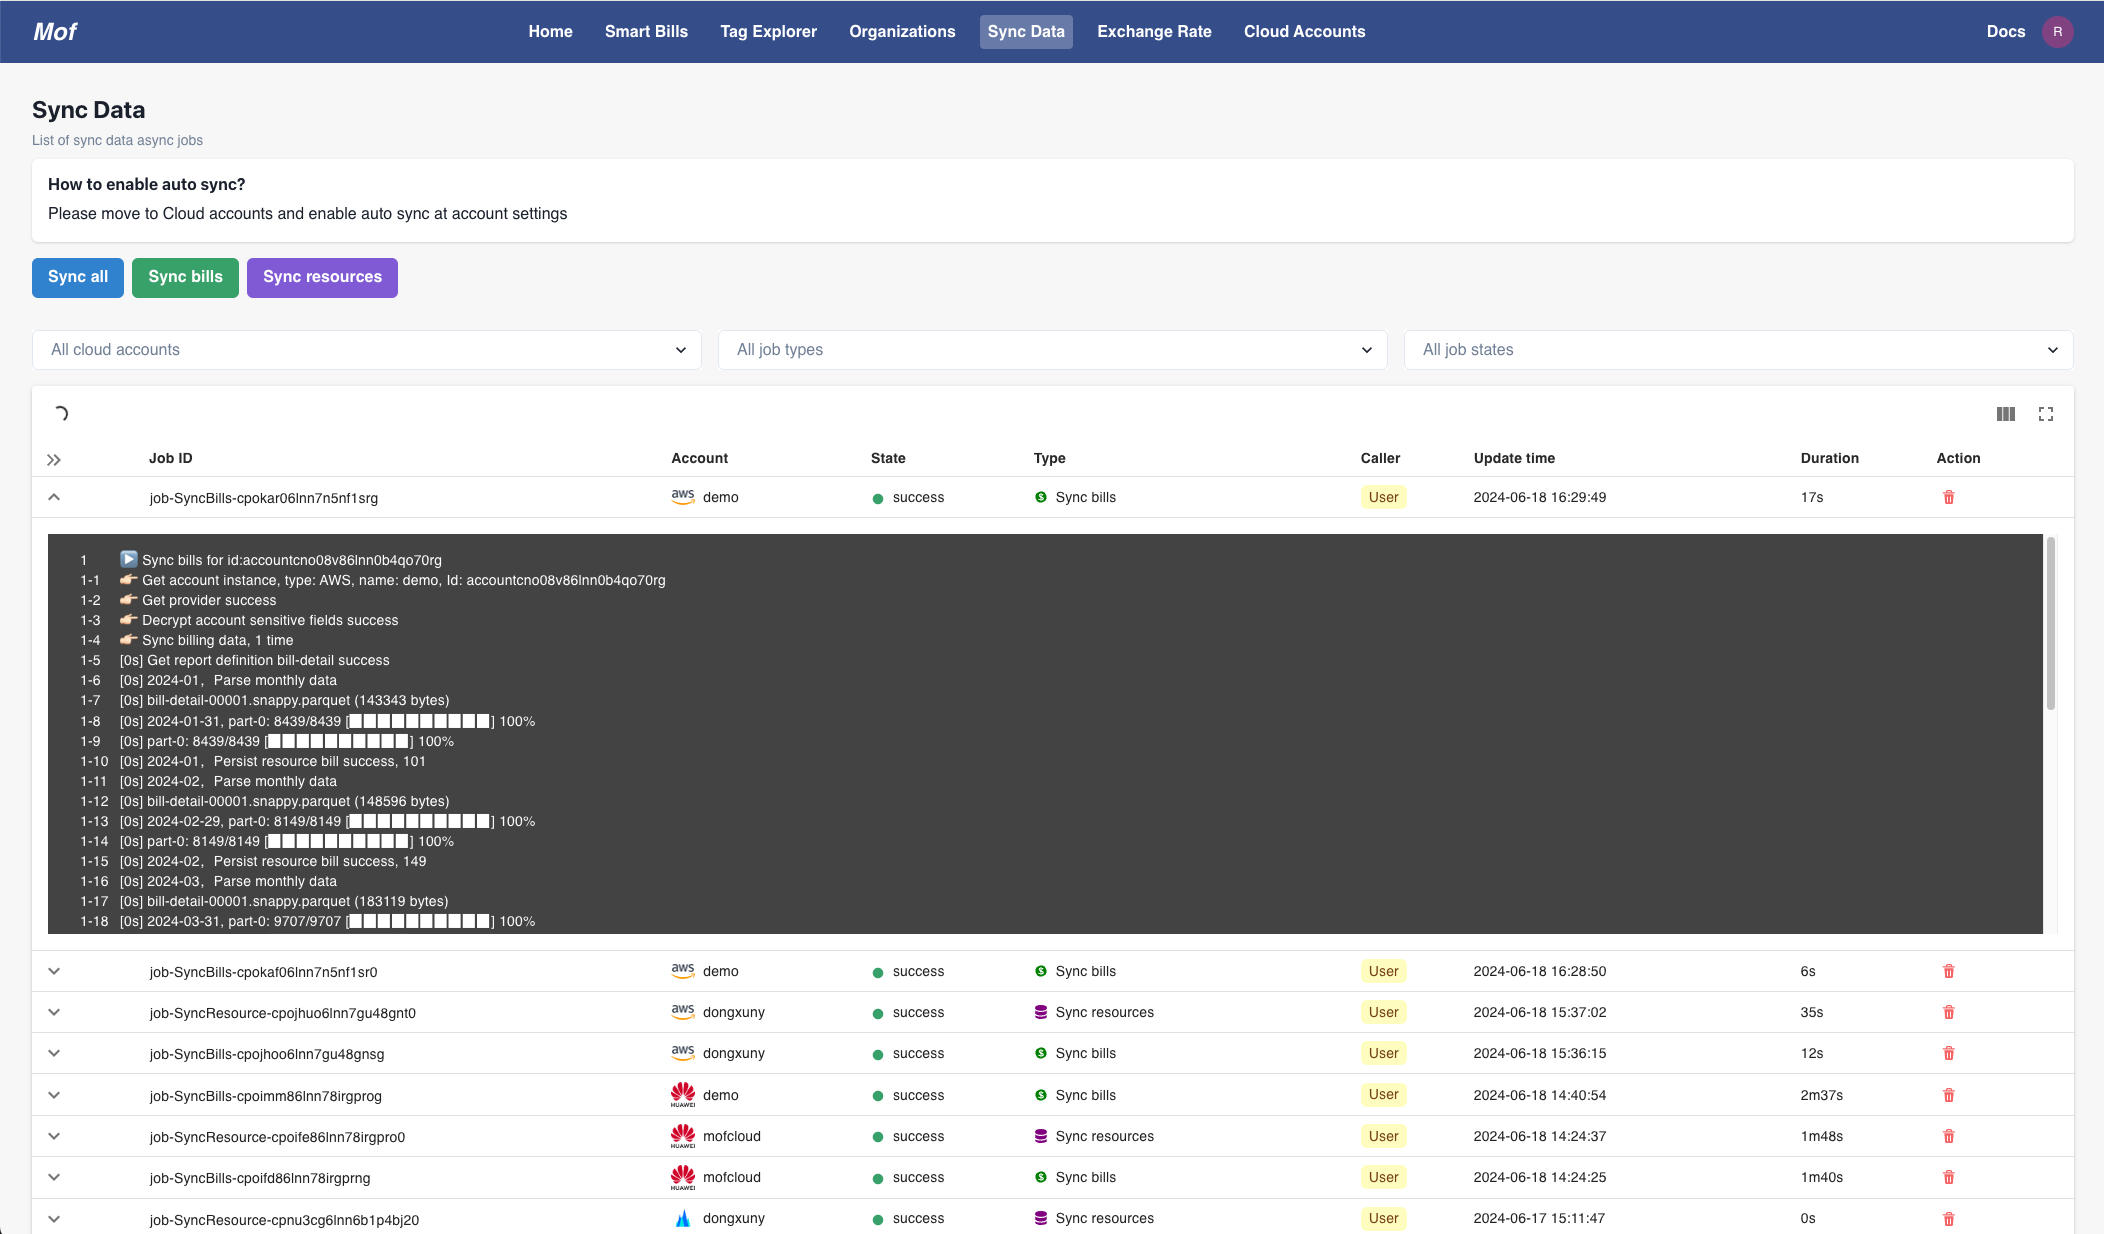 Mof Home Smart Bills Tag Explorer Organizations Sync Data Exchange Rate Cloud Accounts Docs R
Sync Data
List of sync data async jobs
How to enable auto sync?
Please move to Cloud accounts and enable auto sync at account settings
Sync all Sync bills Sync resources
All cloud accounts All job types All job states
Job ID Account State Type Caller Update time Duration Action
job-SyncBills-cpokar06lnn7n5nf1srg aws demo success $ Sync bills User 2024-06-18 16:29:49 17s
1 Sync bills for id:accountcno08v86lnn0b4qo70rg
1-1 Get account instance, type: AWS, name: demo, Id: accountcno08v86lnn0b4qo70rg
1-2 Get provider success
1-3 Decrypt account sensitive fields success
1-4 Sync billing data, 1 time
1-5 [0s] Get report definition bill-detail success
1-6 [0s] 2024-01，Parse monthly data
1-7 [0s] bill-detail-00001.snappy.parquet (143343 bytes)
1-8 [0s] 2024-01-31, part-0: 8439/8439 [██████████] 100%
1-9 [0s] part-0: 8439/8439 [██████████] 100%
1-10 [0s] 2024-01，Persist resource bill success, 101
1-11 [0s] 2024-02，Parse monthly data
1-12 [0s] bill-detail-00001.snappy.parquet (148596 bytes)
1-13 [0s] 2024-02-29, part-0: 8149/8149 [██████████] 100%
1-14 [0s] part-0: 8149/8149 [██████████] 100%
1-15 [0s] 2024-02，Persist resource bill success, 149
1-16 [0s] 2024-03，Parse monthly data
1-17 [0s] bill-detail-00001.snappy.parquet (183119 bytes)
1-18 [0s] 2024-03-31, part-0: 9707/9707 [██████████] 100%
job-SyncBills-cpokaf06lnn7n5nf1sr0 aws demo success $ Sync bills User 2024-06-18 16:28:50 6s
job-SyncResource-cpojhuo6lnn7gu48gnt0 aws dongxuny success Sync resources User 2024-06-18 15:37:02 35s
job-SyncBills-cpojhoo6lnn7gu48gnsg aws dongxuny success $ Sync bills User 2024-06-18 15:36:15 12s
job-SyncBills-cpoimm86lnn78irgprog HUAWEI demo success $ Sync bills User 2024-06-18 14:40:54 2m37s
job-SyncResource-cpoife86lnn78irgpro0 HUAWEI mofcloud success Sync resources User 2024-06-18 14:24:37 1m48s
job-SyncBills-cpoifd86lnn78irgprng HUAWEI mofcloud success $ Sync bills User 2024-06-18 14:24:25 1m40s
job-SyncResource-cpnu3cg6lnn6b1p4bj20 dongxuny success Sync resources User 2024-06-17 15:11:47 0s